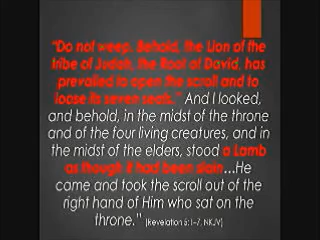 "Do not weep. Behold, the Lion of the
tribe of Judah, the Root of David, has
prevailed to open the scroll and to
loose its seven seals." And I looked,
and behold, in the midst of the throne
and of the four living creatures, and in
the midst of the elders, stood a Lamb
as though it had been slain...He
came and took the scroll out of the
right hand of Him who sat on the
throne." (Revelation 5:1-7, NKJV)